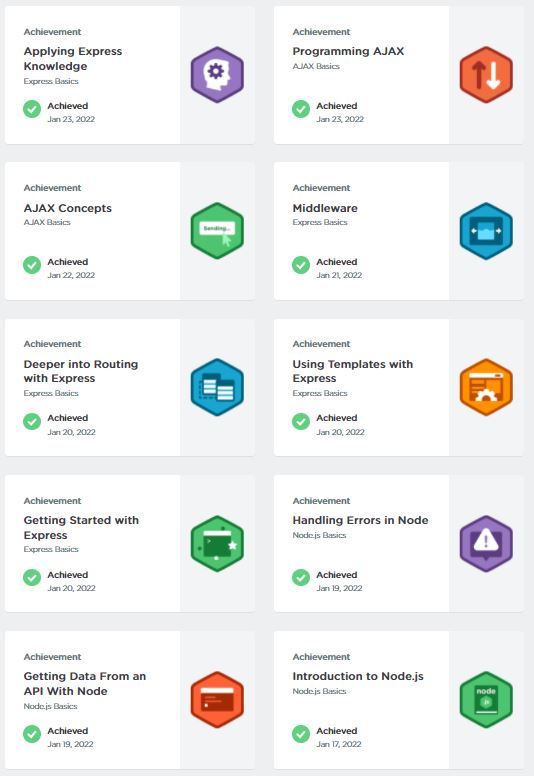 Achievement
Applying Express
Knowledge
Express Basics
Achieved
Jan 23, 2022
Achievement
Programming AJAX
AJAX Basics
Achieved
Jan 23, 2022
Achievement
AJAX Concepts
AJAX Basics
Achieved
Jan 22, 2022
Sending...
Achievement
Middleware
Express Basics
Achieved
Jan 21, 2022
Achievement
Deeper into Routing
with Express
Express Basics
Achieved
Jan 20, 2022
Achievement
Using Templates with
Express
Express Basics
Achieved
Jan 20, 2022
Achievement
Getting Started with
Express
Express Basics
Achieved
Jan 20, 2022
Achievement
Handling Errors in Node
Node.js Basics
Achieved
Jan 19, 2022
Achievement
Getting Data From an
API With Node
Node.js Basics
Achieved
Jan 19, 2022
Achievement
Introduction to Node.js
Node.js Basics
Achieved
Jan 17, 2022
node
js